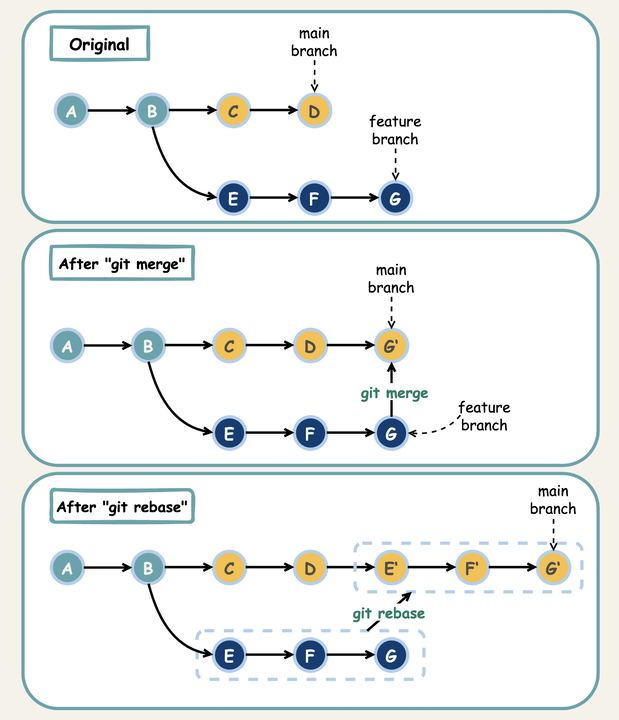 Original
main
branch
A
B
C
D
feature
branch
E
F
G
After "git merge"
main
branch
A
B
C
D
G'
git merge
feature
branch
E
F
G
After "git rebase"
main
branch
A
B
C
D
E'
F'
G'
git rebase
E
F
G